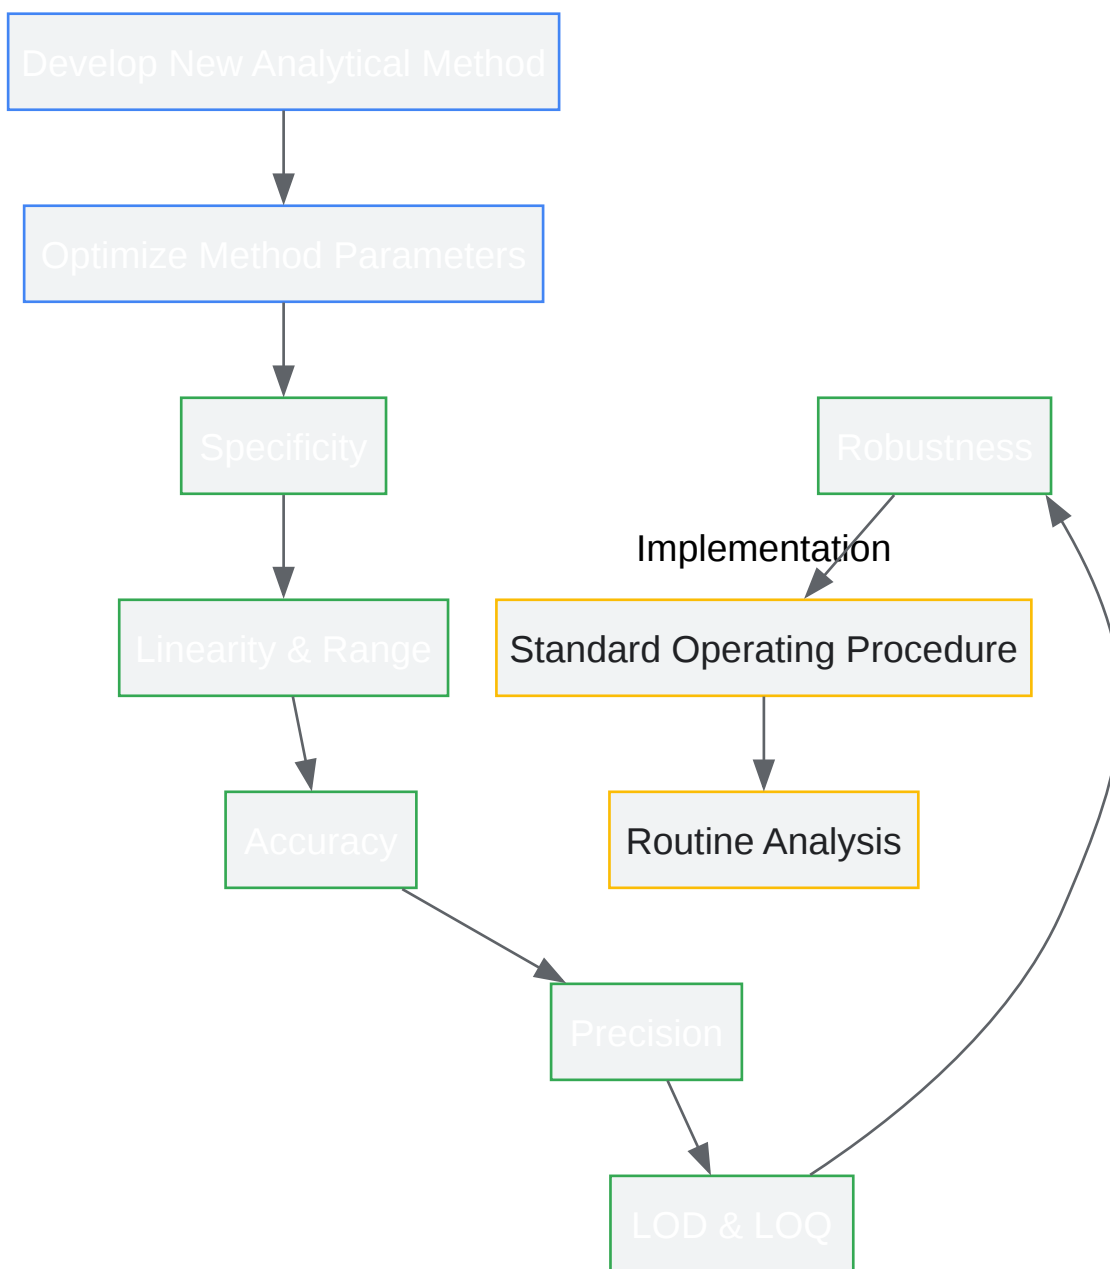 Develop New Analytical Method
Optimize Method Parameters
Specificity
Robustness
Implementation
Linearity & Range
Standard Operating Procedure
Accuracy
Routine Analysis
Precision
LOD & LOQ